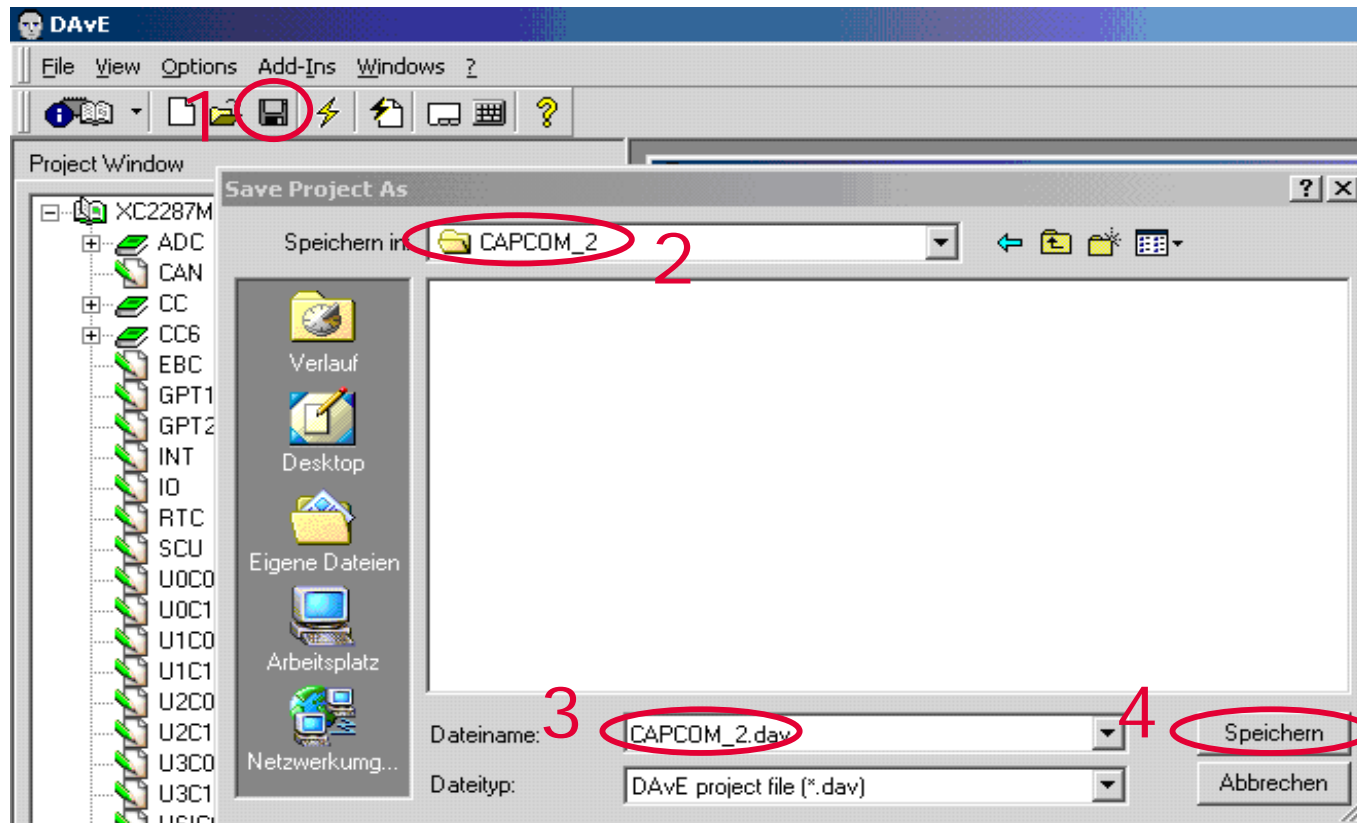 DAvE
File View Options Add-Ins Windows ?
1
Project Window
Save Project As
XC2287M
ADC
CAN
CC
CC6
EBC
GPT1
GPT2
INT
IO
RTC
SCU
U0C0
U0C1
U1C0
U1C1
U2C0
U2C1
U3C0
U3C1
Speichern in:
CAPCOM_2
2
Verlauf
Desktop
Eigene Dateien
Arbeitsplatz
Netzwerkumg...
3
Dateiname:
CAPCOM_2.dav
4
Speichern
Dateityp:
DAvE project file (*.dav)
Abbrechen